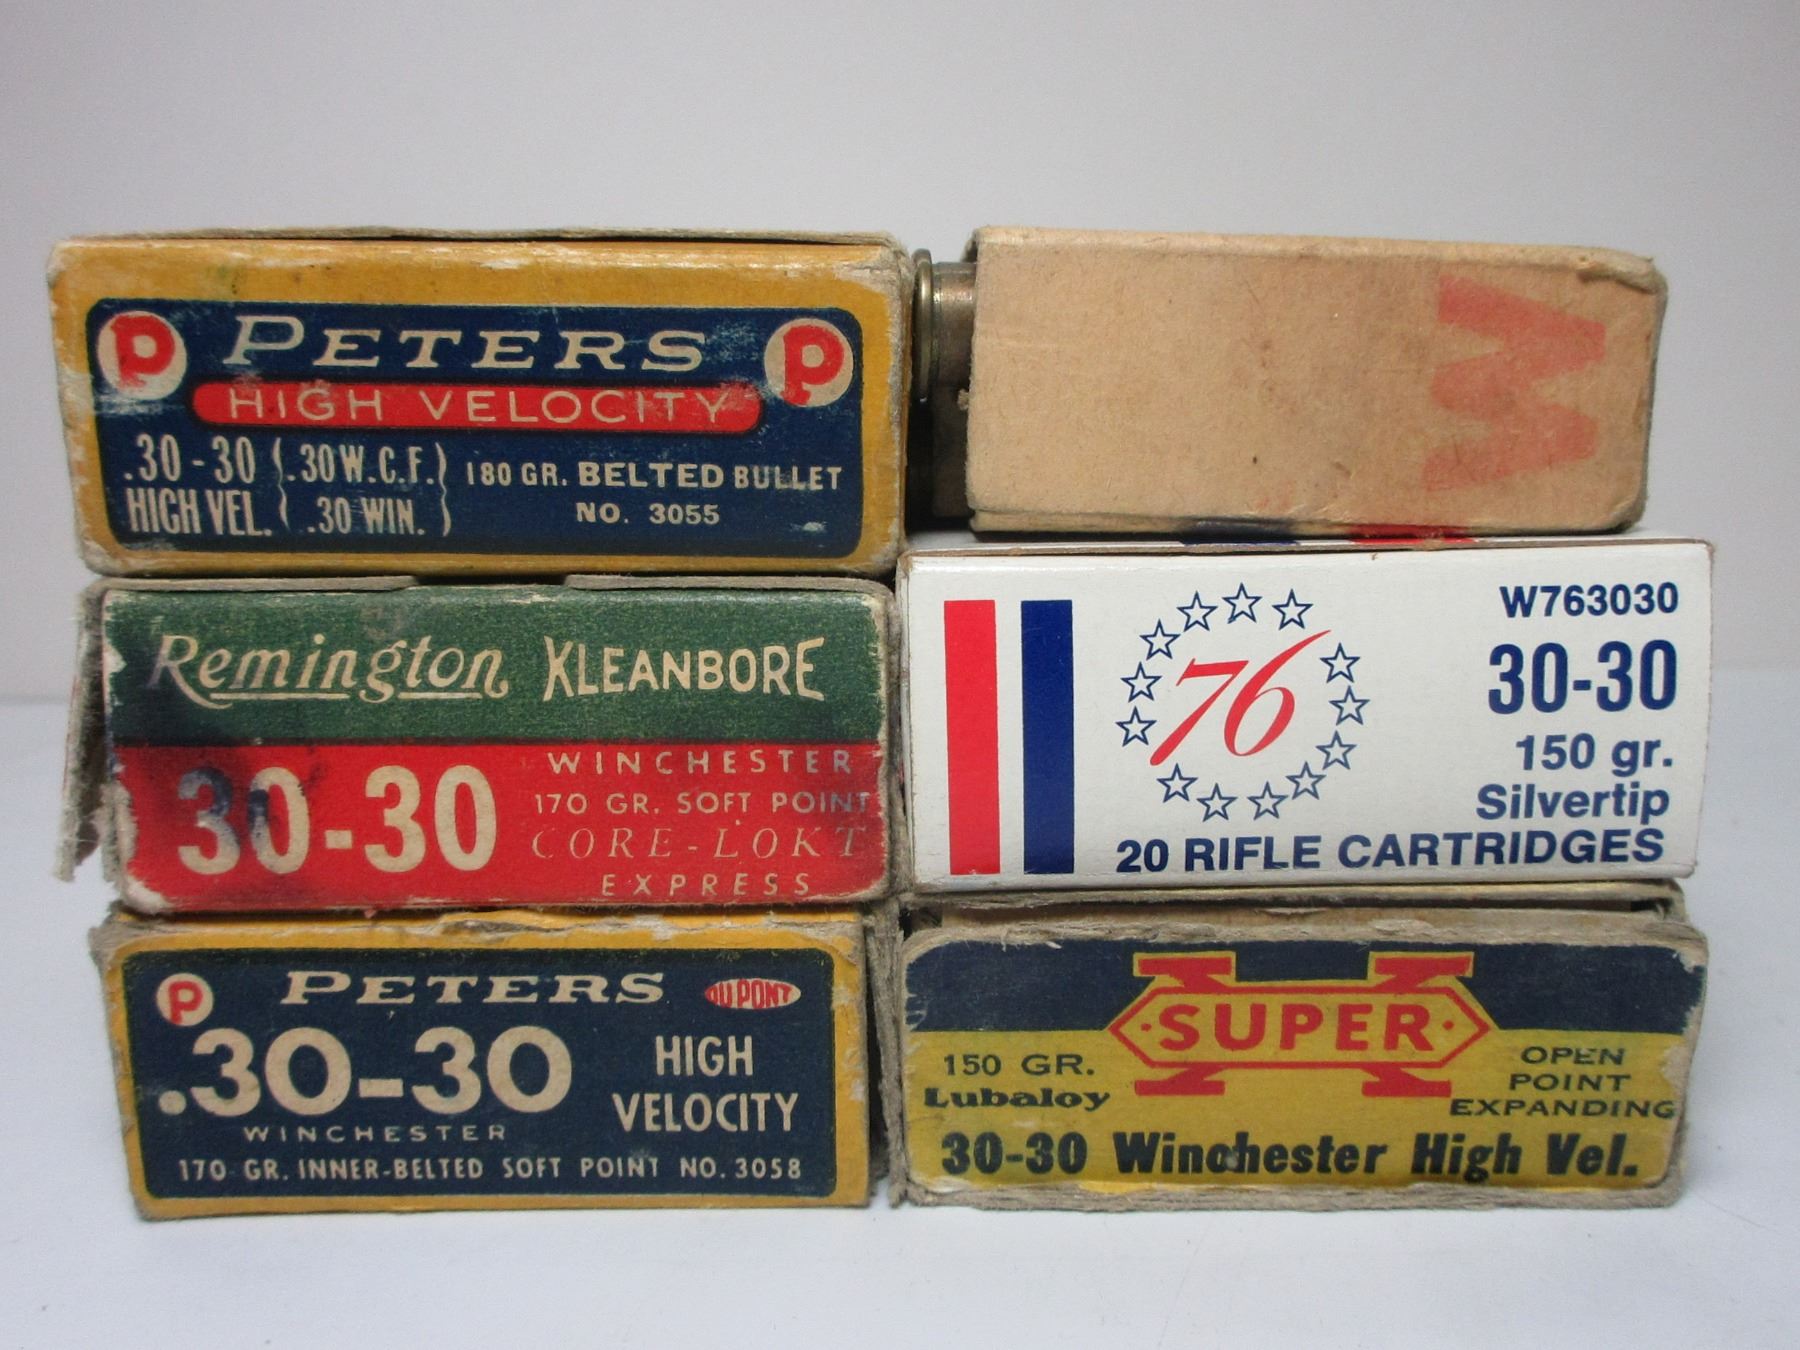 P PETERS P
HIGH VELOCITY
.30-30 { .30 W.C.F. } 180 GR. BELTED BULLET
HIGH VEL. { .30 WIN. } NO. 3055
W
Remington KLEANBORE
30-30
WINCHESTER
170 GR. SOFT POINT
CORE-LOKT
EXPRESS
76
W763030
30-30
150 gr.
Silvertip
20 RIFLE CARTRIDGES
P PETERS DU PONT
.30-30
HIGH
VELOCITY
WINCHESTER
170 GR. INNER-BELTED SOFT POINT NO. 3058
SUPER X
150 GR.
Lubaloy
OPEN
POINT
EXPANDING
30-30 Winchester High Vel.